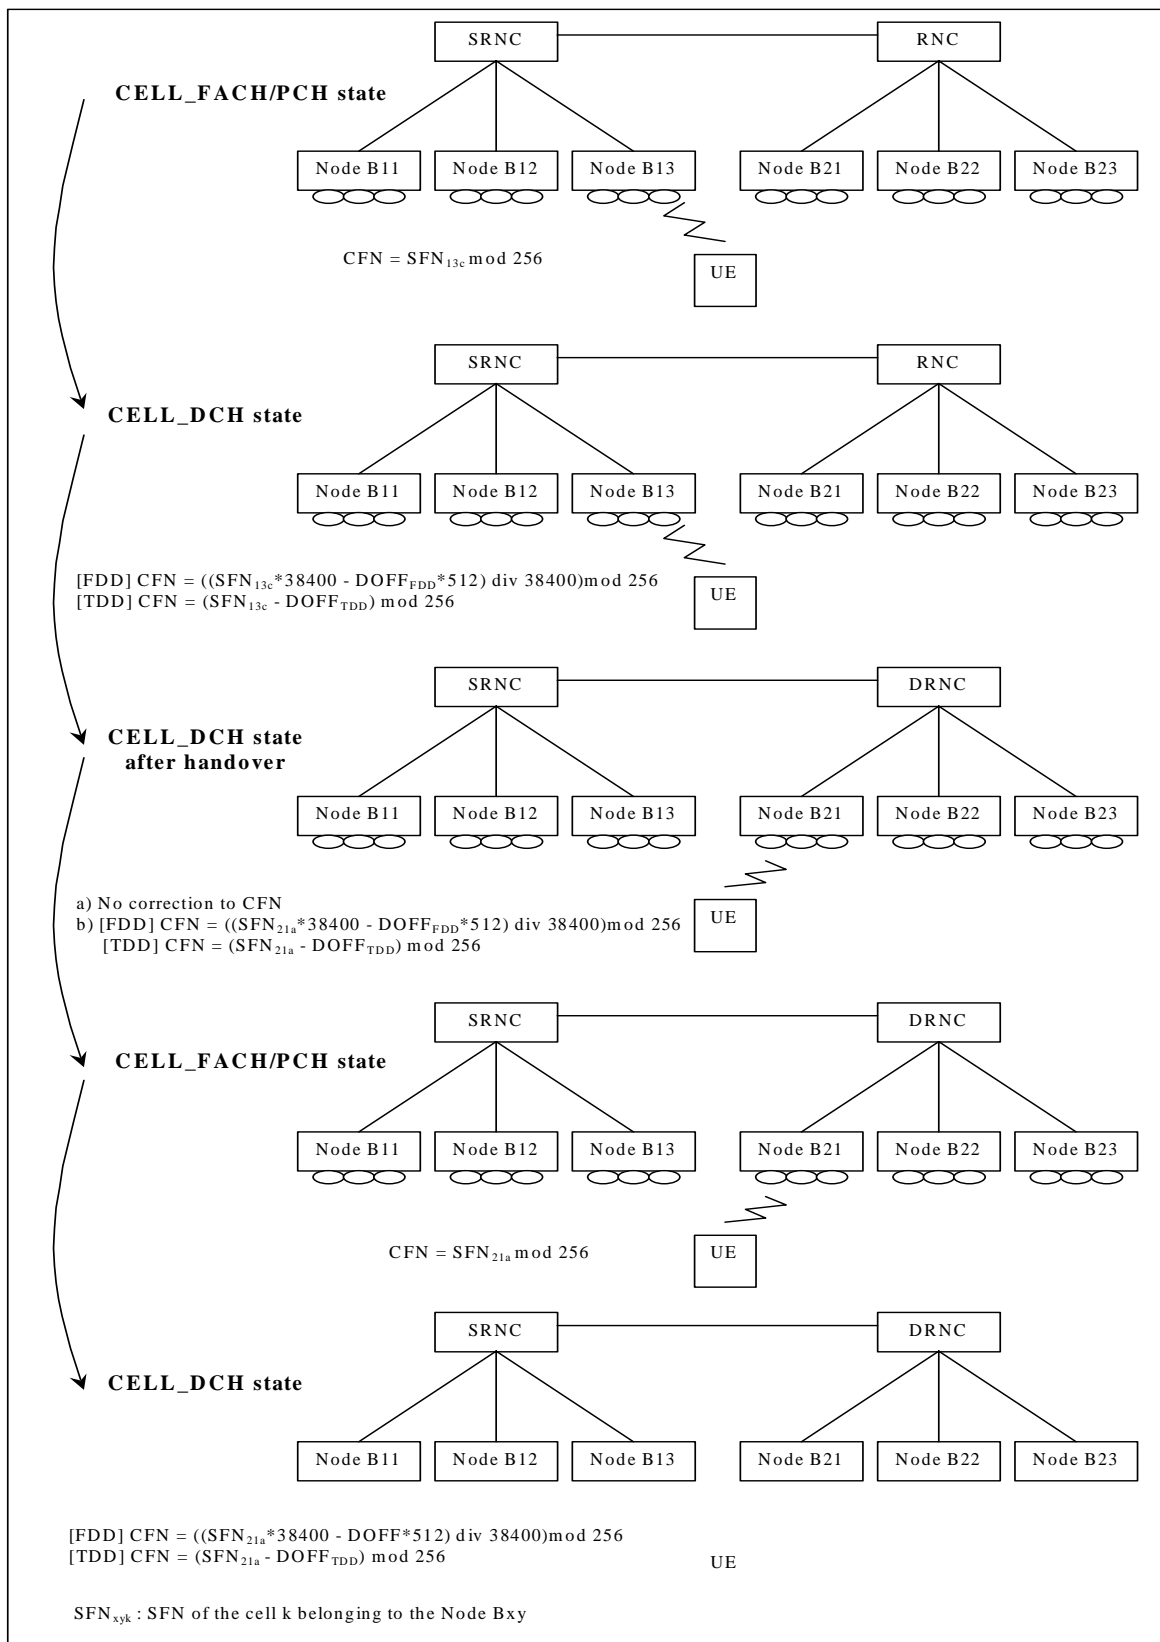 SRNC RNC
CELL_FACH/PCH state
Node B11 Node B12 Node B13 Node B21 Node B22 Node B23
CFN = SFN13c mod 256
UE
SRNC RNC
CELL_DCH state
Node B11 Node B12 Node B13 Node B21 Node B22 Node B23
[FDD] CFN = ((SFN13c*38400 - DOFFFDD*512) div 38400)mod 256
[TDD] CFN = (SFN13c - DOFFTDD) mod 256
UE
SRNC DRNC
CELL_DCH state
after handover
Node B11 Node B12 Node B13 Node B21 Node B22 Node B23
a) No correction to CFN
b) [FDD] CFN = ((SFN21a*38400 - DOFFFDD*512) div 38400)mod 256
[TDD] CFN = (SFN21a - DOFFTDD) mod 256
UE
SRNC DRNC
CELL_FACH/PCH state
Node B11 Node B12 Node B13 Node B21 Node B22 Node B23
CFN = SFN21a mod 256
UE
SRNC DRNC
CELL_DCH state
Node B11 Node B12 Node B13 Node B21 Node B22 Node B23
[FDD] CFN = ((SFN21a*38400 - DOFF*512) div 38400)mod 256
[TDD] CFN = (SFN21a - DOFFTDD) mod 256
UE
SFNxyk : SFN of the cell k belonging to the Node Bxy